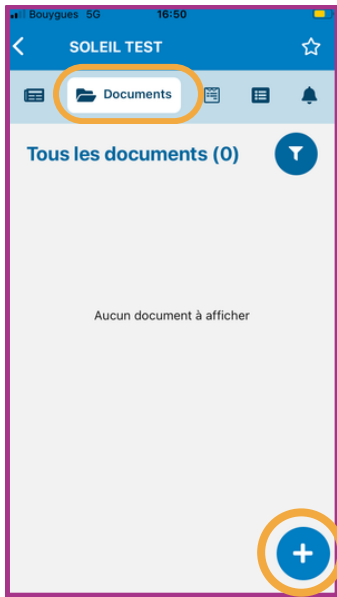 Bouygues 5G 16:50
SOLEIL TEST
Documents
Tous les documents (0)
Aucun document à afficher